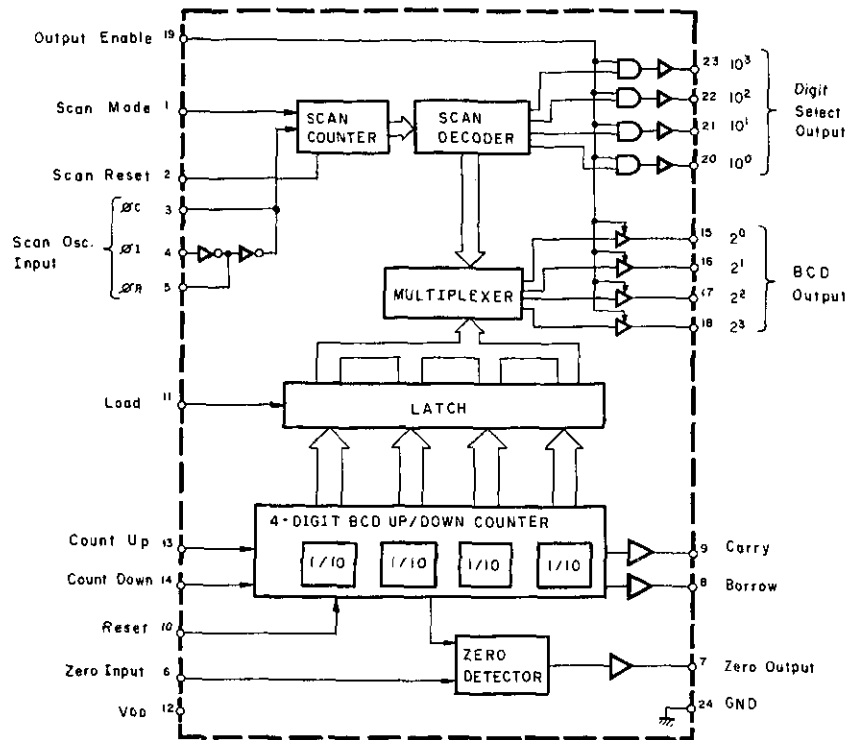 Output Enable 19
23 10³
Scan Mode 1
22 10²
Digit
Select
Output
SCAN
COUNTER
SCAN
DECODER
21 10¹
20 10⁰
Scan Reset 2
ØC 3
Scan Osc.
Input
ØI 4
ØR 5
15 2⁰
16 2¹
BCD
Output
17 2²
18 2³
MULTIPLEXER
Load 11
LATCH
4-DIGIT BCD UP/DOWN COUNTER
Count Up 13
1/10 1/10 1/10 1/10
9 Carry
Count Down 14
8 Borrow
Reset 10
ZERO
DETECTOR
Zero Input 6
7 Zero Output
VDD 12
24 GND